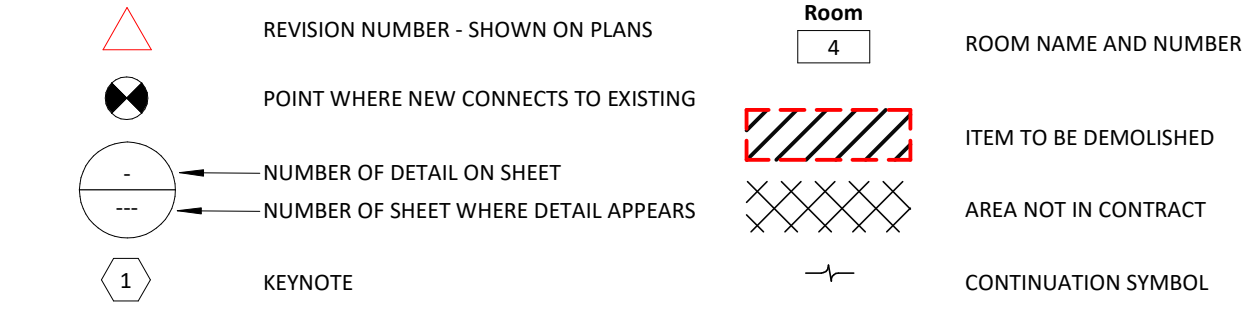 REVISION NUMBER - SHOWN ON PLANS
POINT WHERE NEW CONNECTS TO EXISTING
-
NUMBER OF DETAIL ON SHEET
---
NUMBER OF SHEET WHERE DETAIL APPEARS
1
KEYNOTE
Room
4
ROOM NAME AND NUMBER
ITEM TO BE DEMOLISHED
AREA NOT IN CONTRACT
CONTINUATION SYMBOL